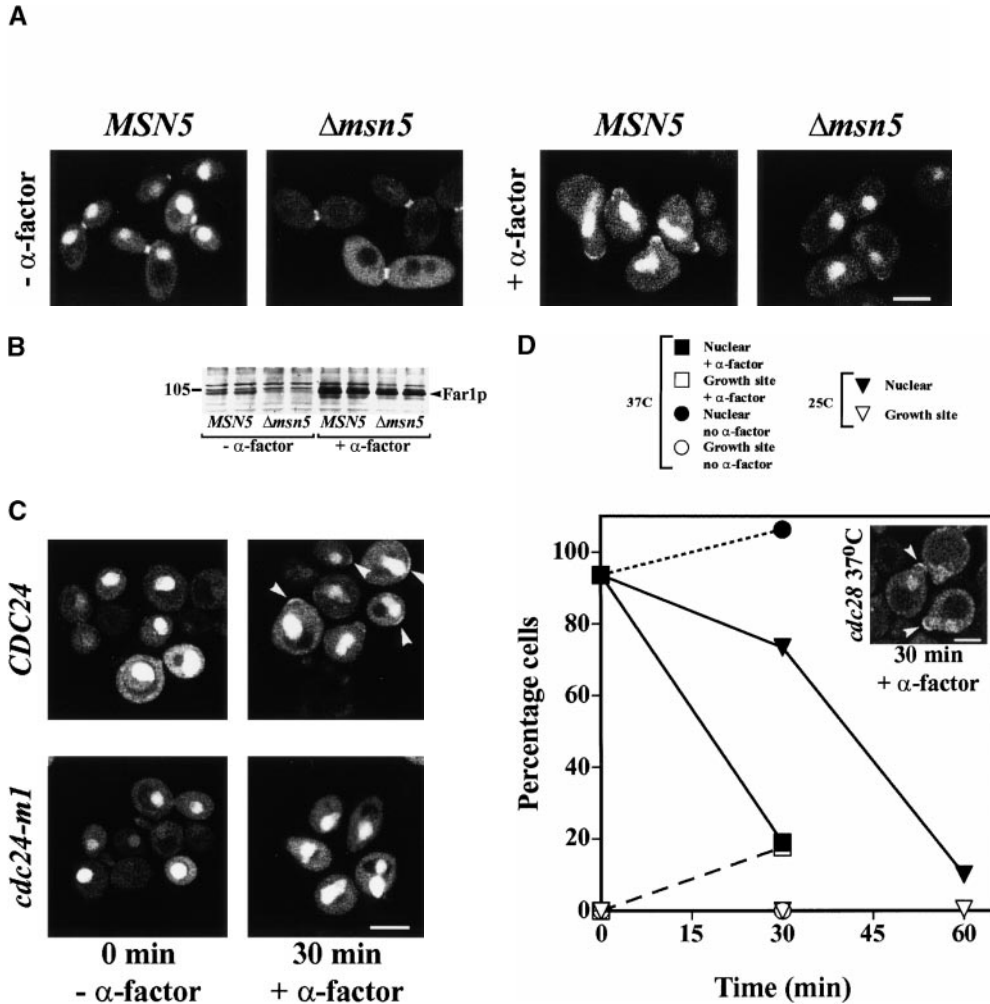 A
MSN5
Δmsn5
MSN5
Δmsn5
- α-factor
+ α-factor
B
105
Far1p
MSN5
Δmsn5
MSN5
Δmsn5
- α-factor
+ α-factor
C
CDC24
cdc24-m1
0 min
- α-factor
30 min
+ α-factor
D
37C
Nuclear
+ α-factor
Growth site
+ α-factor
Nuclear
no α-factor
Growth site
no α-factor
25C
Nuclear
Growth site
Percentage cells
100
80
60
40
20
0
0
15
30
45
60
Time (min)
cdc28 37⁰C
30 min
+ α-factor